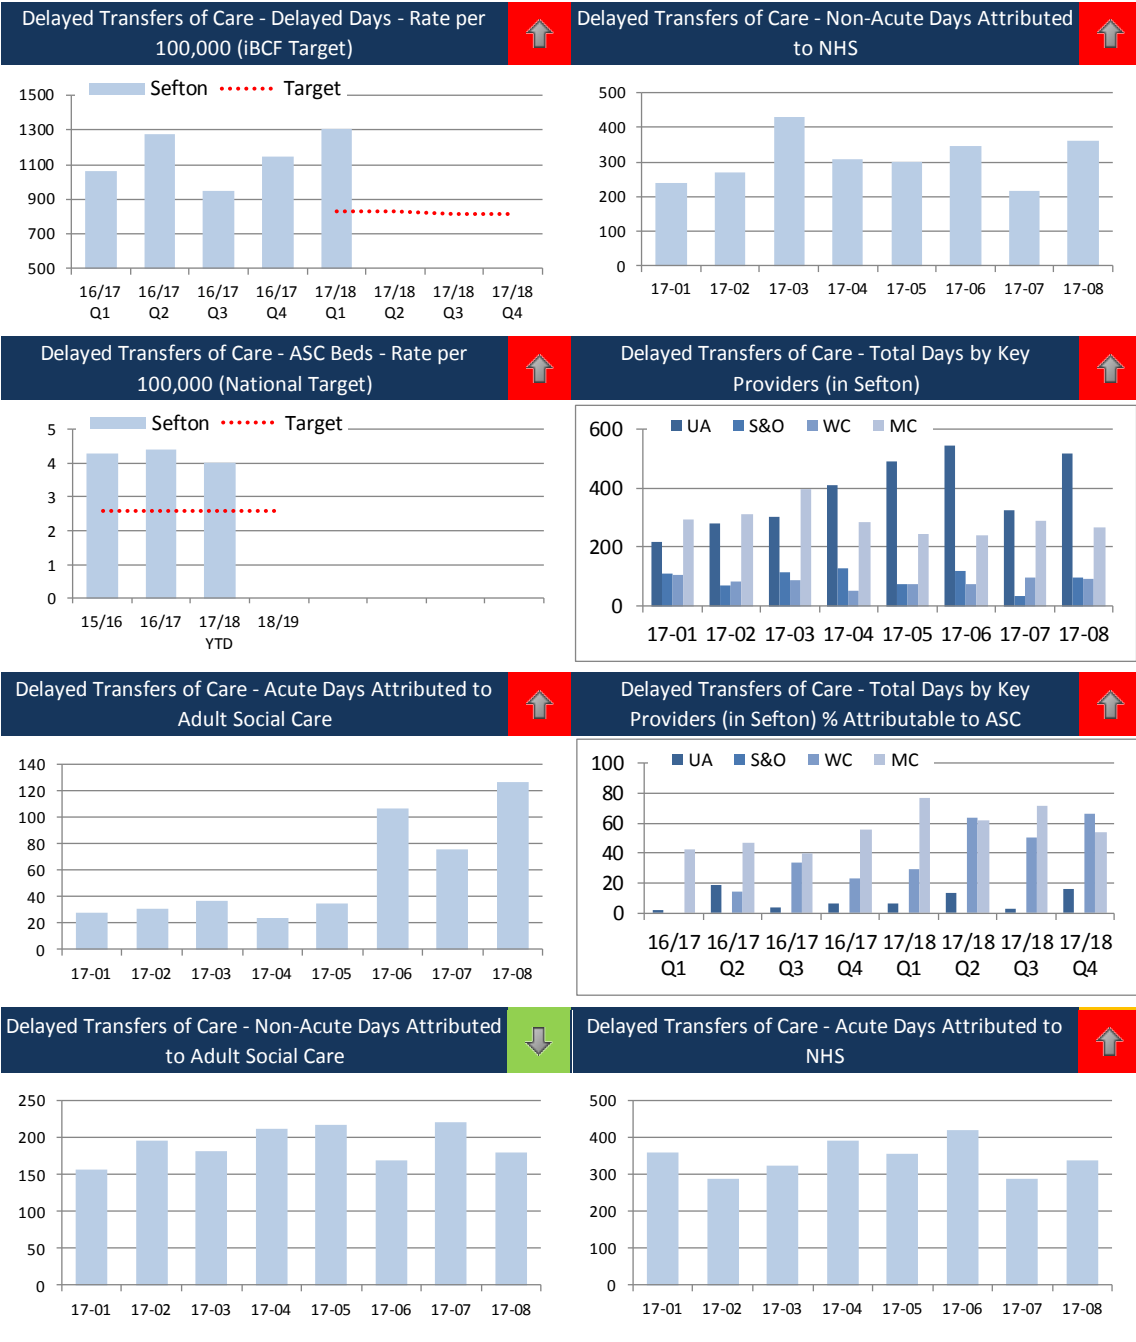 Delayed Transfers of Care - Delayed Days - Rate per
100,000 (iBCF Target)
Sefton Target
1500
1300
1100
900
700
500
16/17 16/17 16/17 16/17 17/18 17/18 17/18 17/18
Q1 Q2 Q3 Q4 Q1 Q2 Q3 Q4
Delayed Transfers of Care - Non-Acute Days Attributed
to NHS
500
400
300
200
100
0
17-01 17-02 17-03 17-04 17-05 17-06 17-07 17-08
Delayed Transfers of Care - ASC Beds - Rate per
100,000 (National Target)
Sefton Target
5
4
3
2
1
0
15/16 16/17 17/18 18/19
YTD
Delayed Transfers of Care - Total Days by Key
Providers (in Sefton)
UA S&O WC MC
600
400
200
0
17-01 17-02 17-03 17-04 17-05 17-06 17-07 17-08
Delayed Transfers of Care - Acute Days Attributed to
Adult Social Care
140
120
100
80
60
40
20
0
17-01 17-02 17-03 17-04 17-05 17-06 17-07 17-08
Delayed Transfers of Care - Total Days by Key
Providers (in Sefton) % Attributable to ASC
UA S&O WC MC
100
80
60
40
20
0
16/17 16/17 16/17 16/17 17/18 17/18 17/18 17/18
Q1 Q2 Q3 Q4 Q1 Q2 Q3 Q4
Delayed Transfers of Care - Non-Acute Days Attributed
to Adult Social Care
250
200
150
100
50
0
17-01 17-02 17-03 17-04 17-05 17-06 17-07 17-08
Delayed Transfers of Care - Acute Days Attributed to
NHS
500
400
300
200
100
0
17-01 17-02 17-03 17-04 17-05 17-06 17-07 17-08